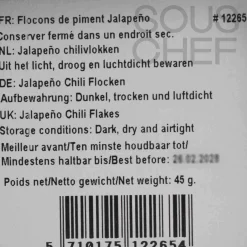 SOUS
CHEF
FR: Flocons de piment Jalapeño # 12265
Conserver fermé dans un endroit sec.
NL: Jalapeño chilivlokken
Uit het licht, droog en luchtdicht bewaren
DE: Jalapeño Chili Flocken
Aufbewahrung: Dunkel, trocken und luftdicht
UK: Jalapeño Chili Flakes
Storage conditions: Dark, dry and airtight
Meilleur avant/Ten minste houdbaar tot/
Mindestens haltbar bis/Best before: 26.02.2028
Poids net/Netto gewicht/Net weight: 45 g.
5 710175 122654